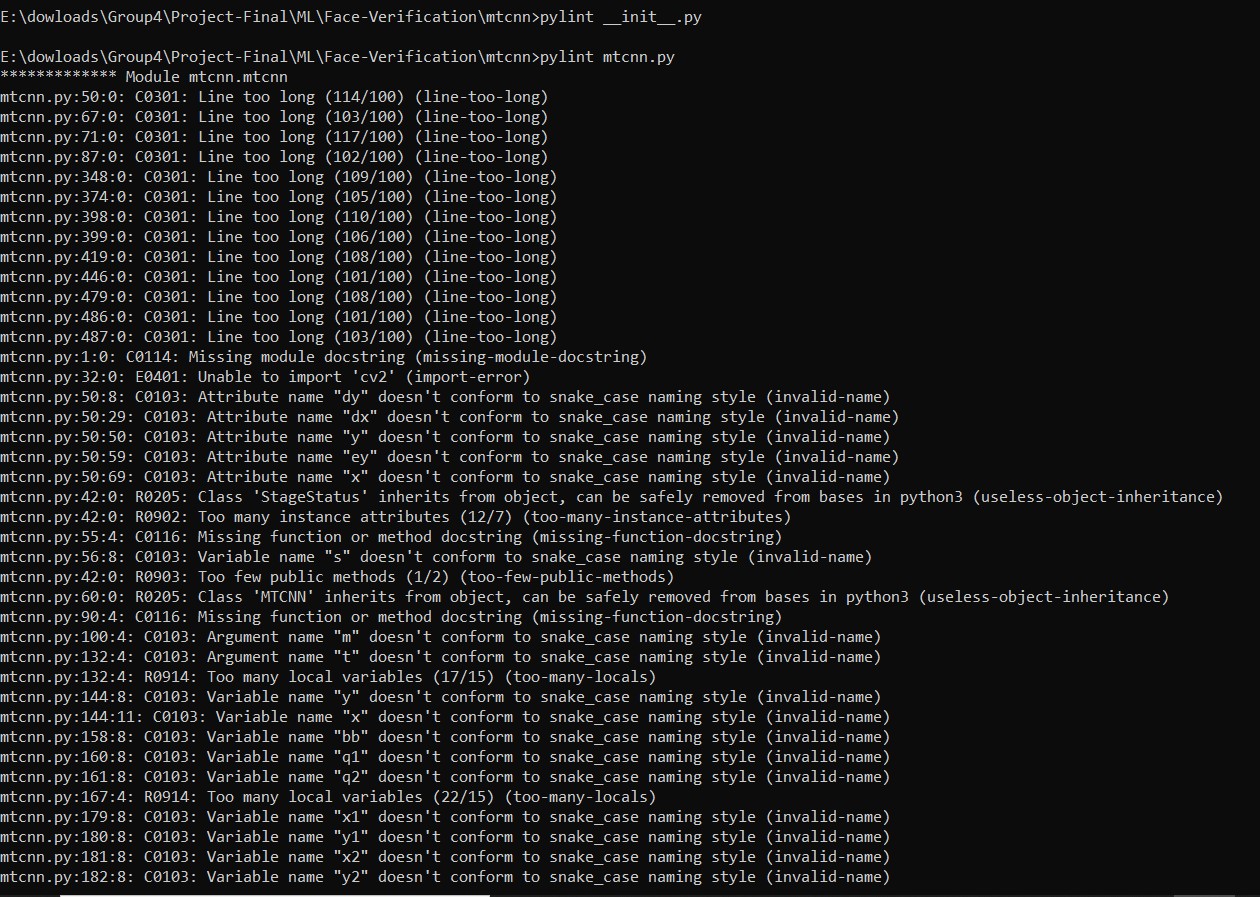 E:\dowloads\Group4\Project-Final\ML\Face-Verification\mtcnn>pylint __init__.py
E:\dowloads\Group4\Project-Final\ML\Face-Verification\mtcnn>pylint mtcnn.py
************* Module mtcnn.mtcnn
mtcnn.py:50:0: C0301: Line too long (114/100) (line-too-long)
mtcnn.py:67:0: C0301: Line too long (103/100) (line-too-long)
mtcnn.py:71:0: C0301: Line too long (117/100) (line-too-long)
mtcnn.py:87:0: C0301: Line too long (102/100) (line-too-long)
mtcnn.py:348:0: C0301: Line too long (109/100) (line-too-long)
mtcnn.py:374:0: C0301: Line too long (105/100) (line-too-long)
mtcnn.py:398:0: C0301: Line too long (110/100) (line-too-long)
mtcnn.py:399:0: C0301: Line too long (106/100) (line-too-long)
mtcnn.py:419:0: C0301: Line too long (108/100) (line-too-long)
mtcnn.py:446:0: C0301: Line too long (101/100) (line-too-long)
mtcnn.py:479:0: C0301: Line too long (108/100) (line-too-long)
mtcnn.py:486:0: C0301: Line too long (101/100) (line-too-long)
mtcnn.py:487:0: C0301: Line too long (103/100) (line-too-long)
mtcnn.py:1:0: C0114: Missing module docstring (missing-module-docstring)
mtcnn.py:32:0: E0401: Unable to import 'cv2' (import-error)
mtcnn.py:50:8: C0103: Attribute name "dy" doesn't conform to snake_case naming style (invalid-name)
mtcnn.py:50:29: C0103: Attribute name "dx" doesn't conform to snake_case naming style (invalid-name)
mtcnn.py:50:50: C0103: Attribute name "y" doesn't conform to snake_case naming style (invalid-name)
mtcnn.py:50:59: C0103: Attribute name "ey" doesn't conform to snake_case naming style (invalid-name)
mtcnn.py:50:69: C0103: Attribute name "x" doesn't conform to snake_case naming style (invalid-name)
mtcnn.py:42:0: R0205: Class 'StageStatus' inherits from object, can be safely removed from bases in python3 (useless-object-inheritance)
mtcnn.py:42:0: R0902: Too many instance attributes (12/7) (too-many-instance-attributes)
mtcnn.py:55:4: C0116: Missing function or method docstring (missing-function-docstring)
mtcnn.py:56:8: C0103: Variable name "s" doesn't conform to snake_case naming style (invalid-name)
mtcnn.py:42:0: R0903: Too few public methods (1/2) (too-few-public-methods)
mtcnn.py:60:0: R0205: Class 'MTCNN' inherits from object, can be safely removed from bases in python3 (useless-object-inheritance)
mtcnn.py:90:4: C0116: Missing function or method docstring (missing-function-docstring)
mtcnn.py:100:4: C0103: Argument name "m" doesn't conform to snake_case naming style (invalid-name)
mtcnn.py:132:4: C0103: Argument name "t" doesn't conform to snake_case naming style (invalid-name)
mtcnn.py:132:4: R0914: Too many local variables (17/15) (too-many-locals)
mtcnn.py:144:8: C0103: Variable name "y" doesn't conform to snake_case naming style (invalid-name)
mtcnn.py:144:11: C0103: Variable name "x" doesn't conform to snake_case naming style (invalid-name)
mtcnn.py:158:8: C0103: Variable name "bb" doesn't conform to snake_case naming style (invalid-name)
mtcnn.py:160:8: C0103: Variable name "q1" doesn't conform to snake_case naming style (invalid-name)
mtcnn.py:161:8: C0103: Variable name "q2" doesn't conform to snake_case naming style (invalid-name)
mtcnn.py:167:4: R0914: Too many local variables (22/15) (too-many-locals)
mtcnn.py:179:8: C0103: Variable name "x1" doesn't conform to snake_case naming style (invalid-name)
mtcnn.py:180:8: C0103: Variable name "y1" doesn't conform to snake_case naming style (invalid-name)
mtcnn.py:181:8: C0103: Variable name "x2" doesn't conform to snake_case naming style (invalid-name)
mtcnn.py:182:8: C0103: Variable name "y2" doesn't conform to snake_case naming style (invalid-name)